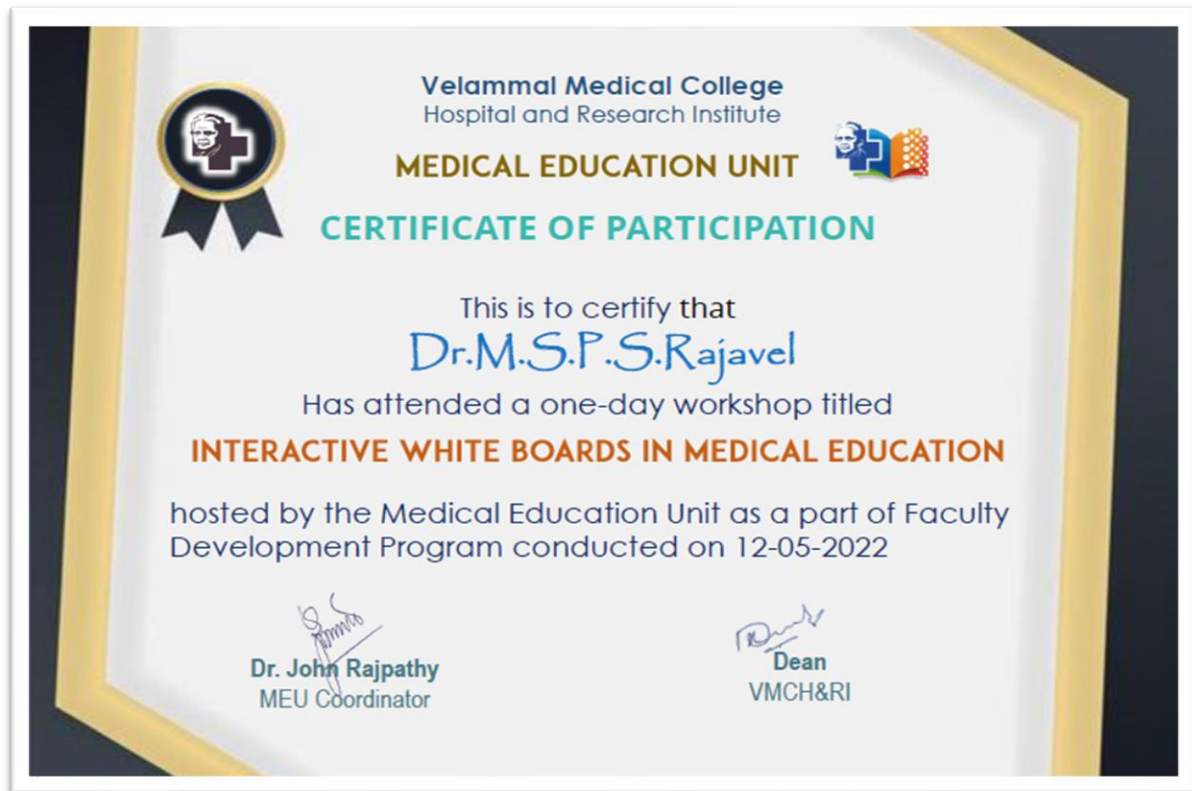 Velammal Medical College
Hospital and Research Institute
MEDICAL EDUCATION UNIT
CERTIFICATE OF PARTICIPATION
This is to certify that
Dr.M.S.P.S.Rajavel
Has attended a one-day workshop titled
INTERACTIVE WHITE BOARDS IN MEDICAL EDUCATION
hosted by the Medical Education Unit as a part of Faculty
Development Program conducted on 12-05-2022
Dr. John Rajpathy
MEU Coordinator
Dean
VMCH&RI